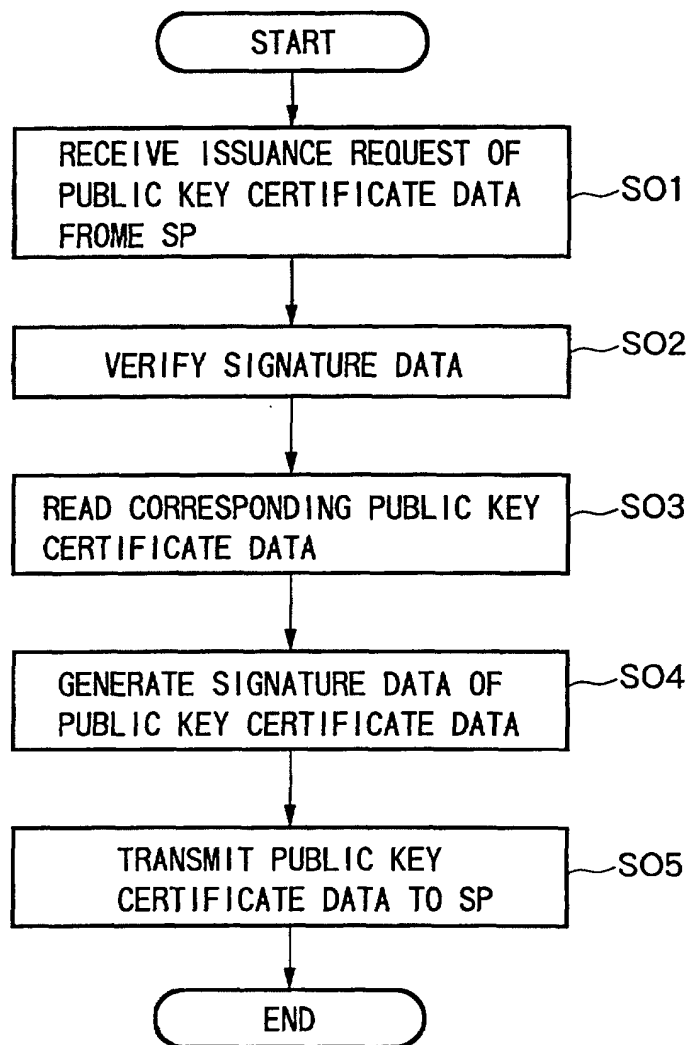 START
RECEIVE ISSUANCE REQUEST OF
PUBLIC KEY CERTIFICATE DATA
FROME SP
SO1
VERIFY SIGNATURE DATA
SO2
READ CORRESPONDING PUBLIC KEY
CERTIFICATE DATA
SO3
GENERATE SIGNATURE DATA OF
PUBLIC KEY CERTIFICATE DATA
SO4
TRANSMIT PUBLIC KEY
CERTIFICATE DATA TO SP
SO5
END